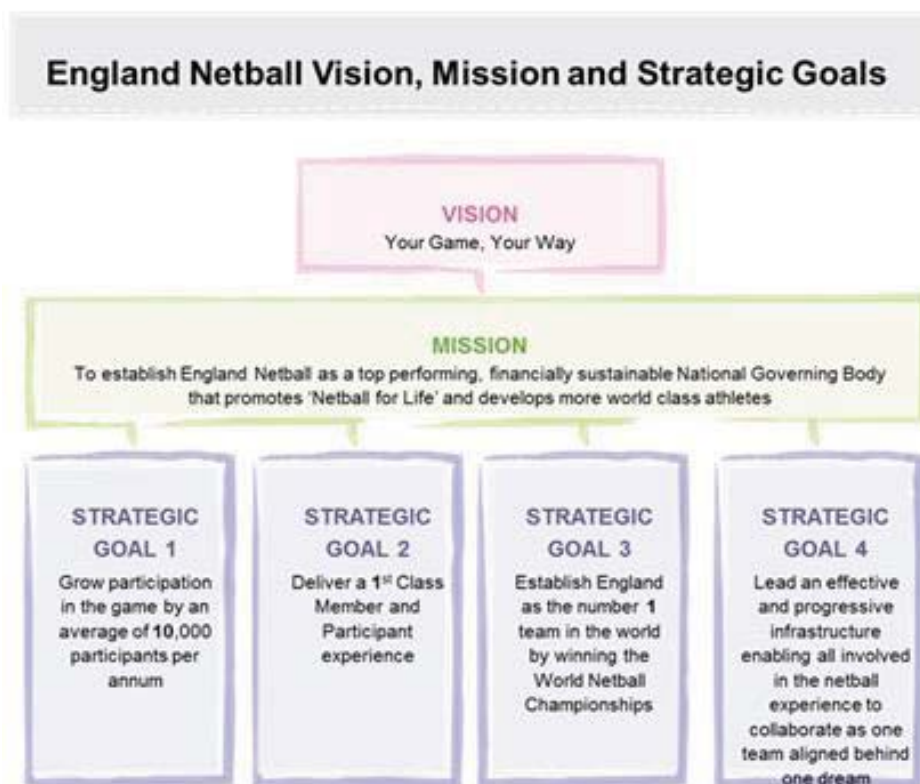 England Netball Vision, Mission and Strategic Goals
VISION
Your Game, Your Way
MISSION
To establish England Netball as a top performing, financially sustainable National Governing Body
that promotes ‘Netball for Life’ and develops more world class athletes
STRATEGIC
GOAL 1
Grow participation
in the game by an
average of 10,000
participants per
annum
STRATEGIC
GOAL 2
Deliver a 1st Class
Member and
Participant
experience
STRATEGIC
GOAL 3
Establish England
as the number 1
team in the world
by winning the
World Netball
Championships
STRATEGIC
GOAL 4
Lead an effective
and progressive
infrastructure
enabling all involved
in the netball
experience to
collaborate as one
team aligned behind
one dream